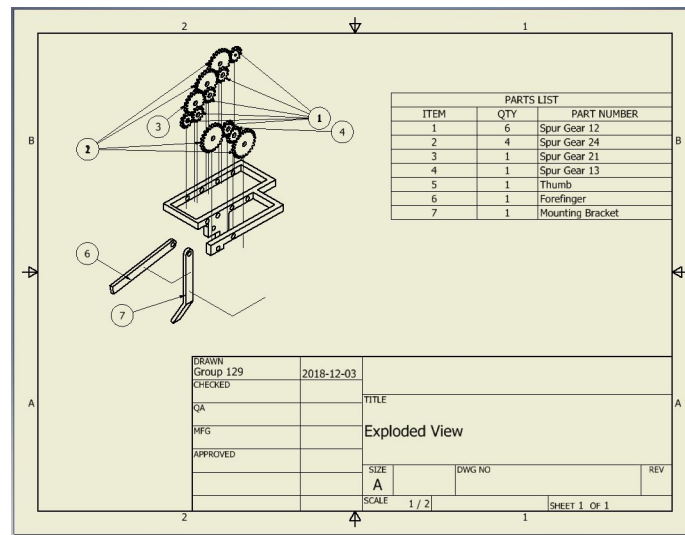 2
1
B
B
1
2
3
4
6
7
PARTS LIST
ITEM QTY PART NUMBER
1 6 Spur Gear 12
2 4 Spur Gear 24
3 1 Spur Gear 21
4 1 Spur Gear 13
5 1 Thumb
6 1 Forefinger
7 1 Mounting Bracket
A
A
DRAWN
Group 129 2018-12-03
CHECKED
QA
MFG
APPROVED
TITLE
Exploded View
SIZE
A
DWG NO
REV
SCALE 1 / 2
SHEET 1 OF 1
2
1